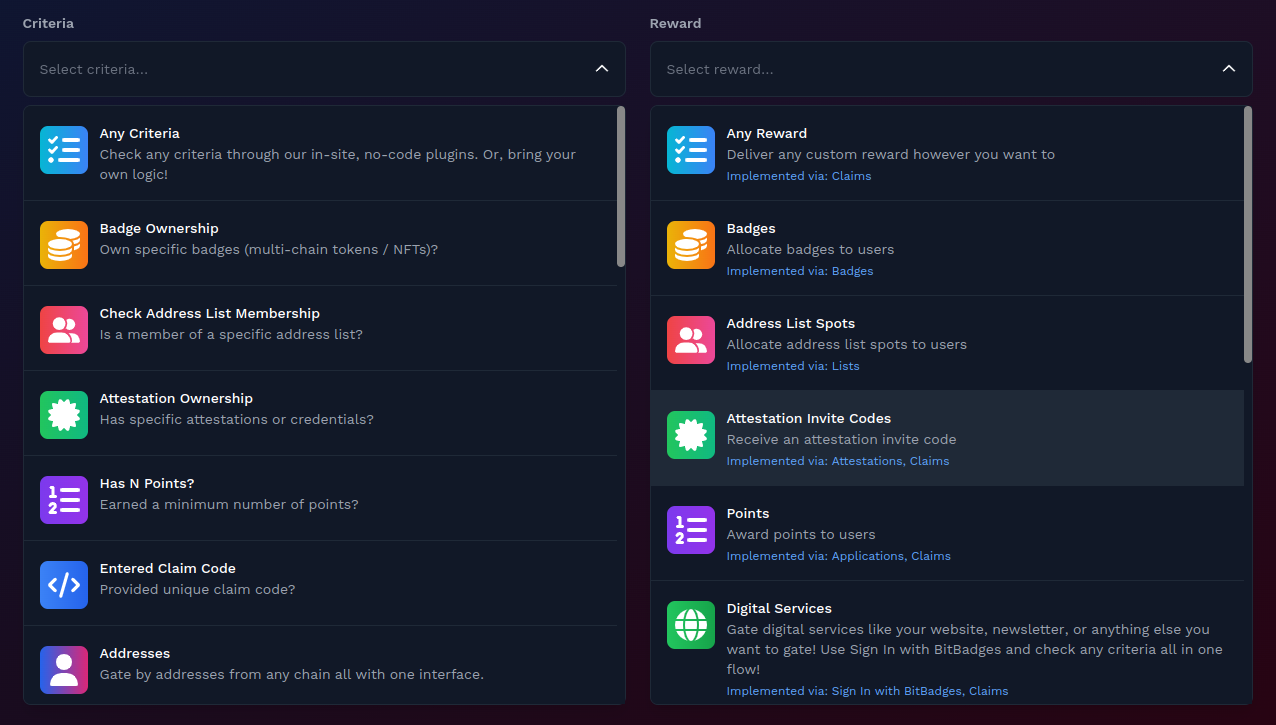 Criteria
Select criteria...
Any Criteria
Check any criteria through our in-site, no-code plugins. Or, bring your
own logic!
Badge Ownership
Own specific badges (multi-chain tokens / NFTs)?
Check Address List Membership
Is a member of a specific address list?
Attestation Ownership
Has specific attestations or credentials?
1
2
Has N Points?
Earned a minimum number of points?
</>
Entered Claim Code
Provided unique claim code?
Addresses
Gate by addresses from any chain all with one interface.
Reward
Select reward...
Any Reward
Deliver any custom reward however you want to
Implemented via: Claims
Badges
Allocate badges to users
Implemented via: Badges
Address List Spots
Allocate address list spots to users
Implemented via: Lists
Attestation Invite Codes
Receive an attestation invite code
Implemented via: Attestations, Claims
1
2
Points
Award points to users
Implemented via: Applications, Claims
Digital Services
Gate digital services like your website, newsletter, or anything else you
want to gate! Use Sign In with BitBadges and check any criteria all in one
flow!
Implemented via: Sign In with BitBadges, Claims